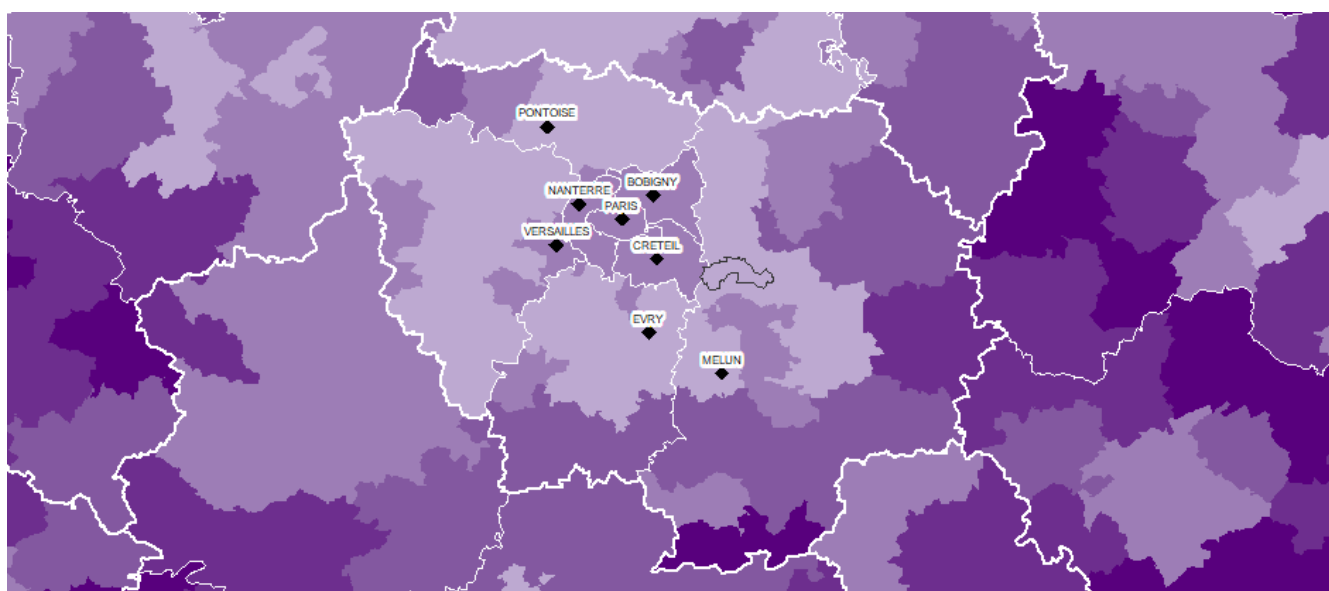 PONTOISE
BOBIGNY
NANTERRE
PARIS
VERSAILLES
CRETEIL
EVRY
MELUN